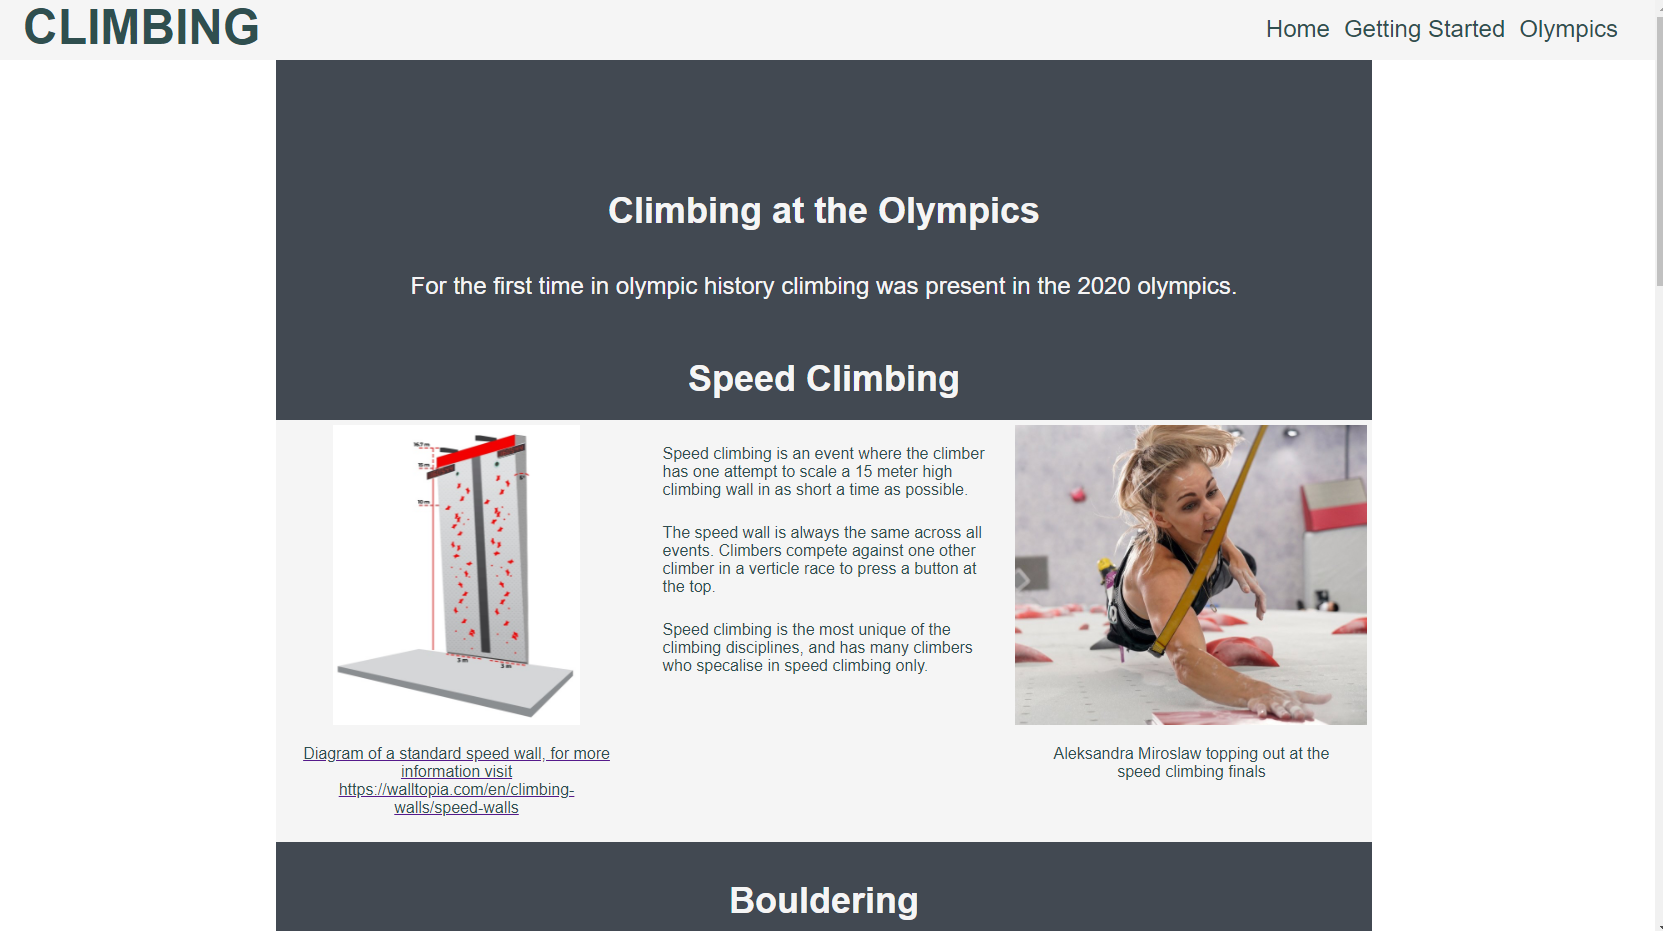 CLIMBING
Home Getting Started Olympics
Climbing at the Olympics
For the first time in olympic history climbing was present in the 2020 olympics.
Speed Climbing
15 m
10 m
3 m
3 m
Diagram of a standard speed wall, for more
information visit
https://walltopia.com/en/climbing-
walls/speed-walls
Speed climbing is an event where the climber
has one attempt to scale a 15 meter high
climbing wall in as short a time as possible.
The speed wall is always the same across all
events. Climbers compete against one other
climber in a verticle race to press a button at
the top.
Speed climbing is the most unique of the
climbing disciplines, and has many climbers
who specalise in speed climbing only.
Aleksandra Miroslaw topping out at the
speed climbing finals
Bouldering